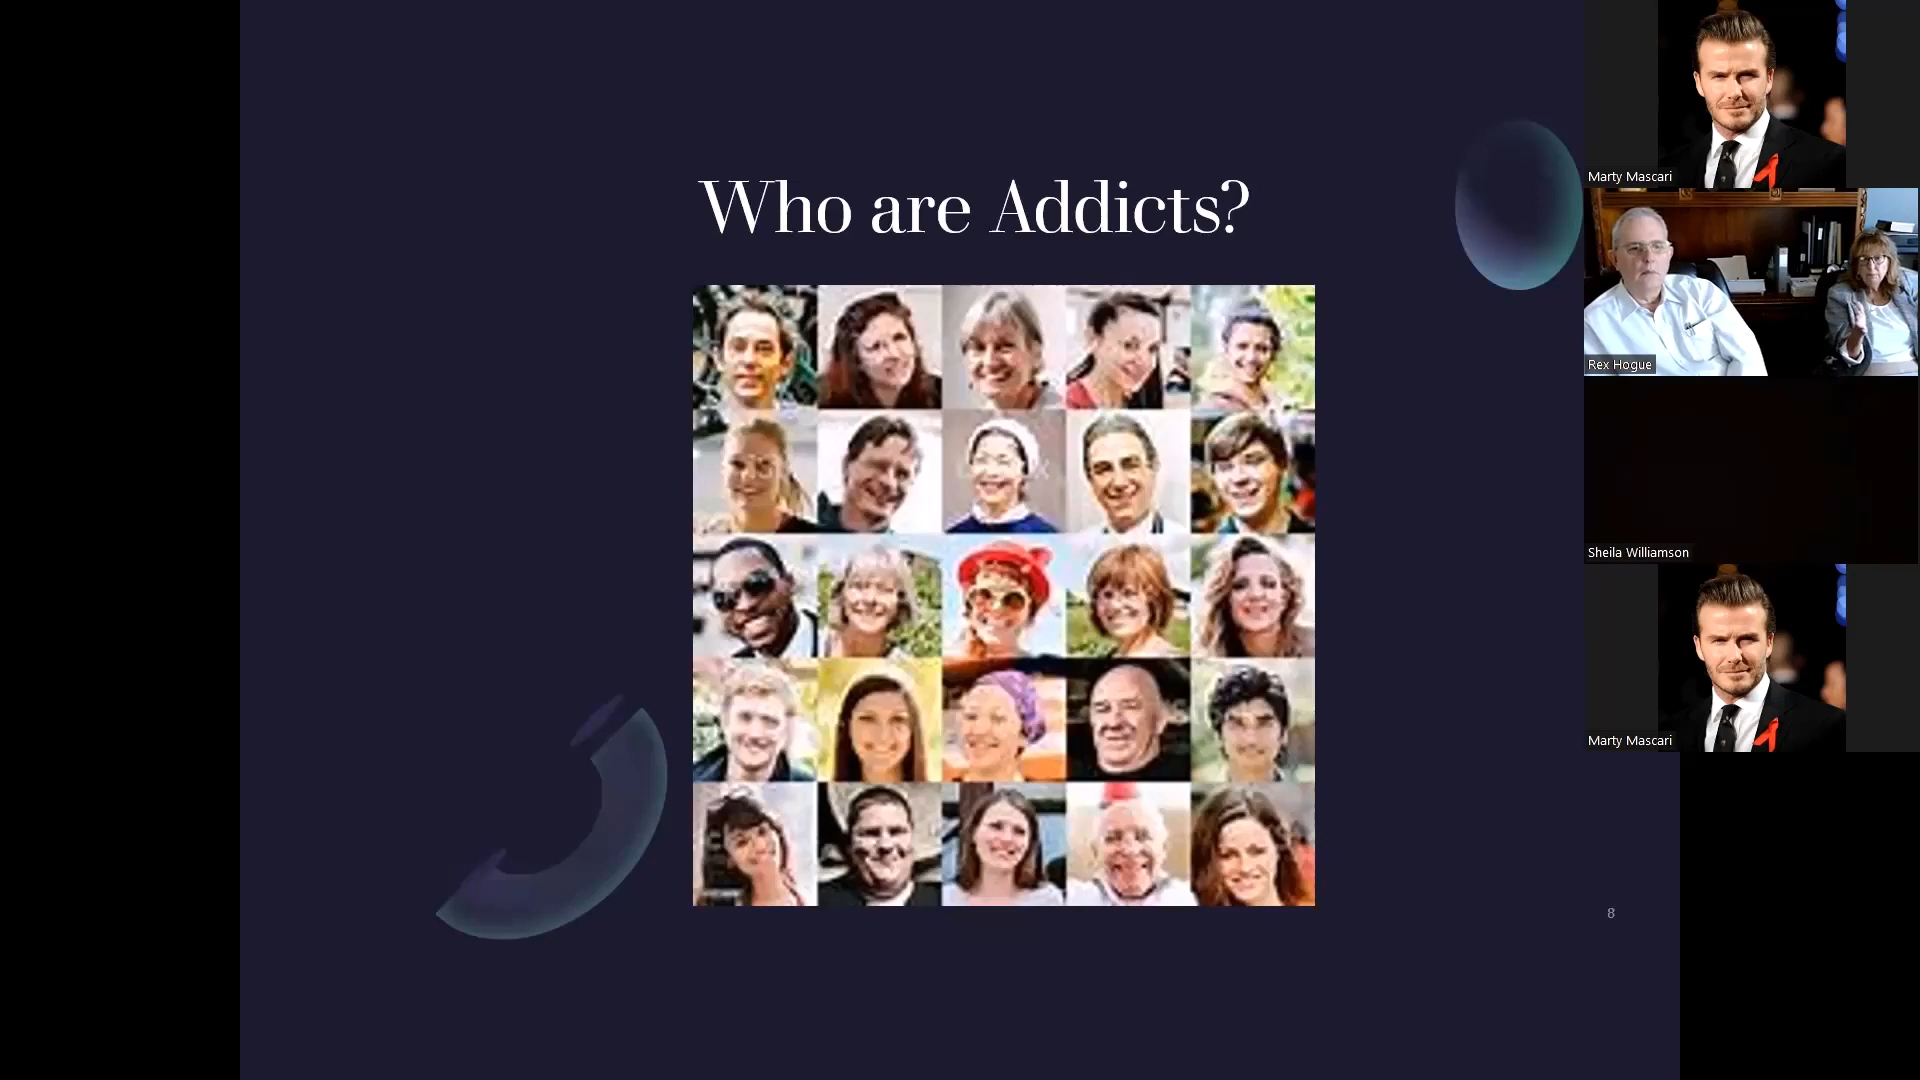 Who are Addicts?
8
Marty Mascari
Rex Hogue
Sheila Williamson
Marty Mascari